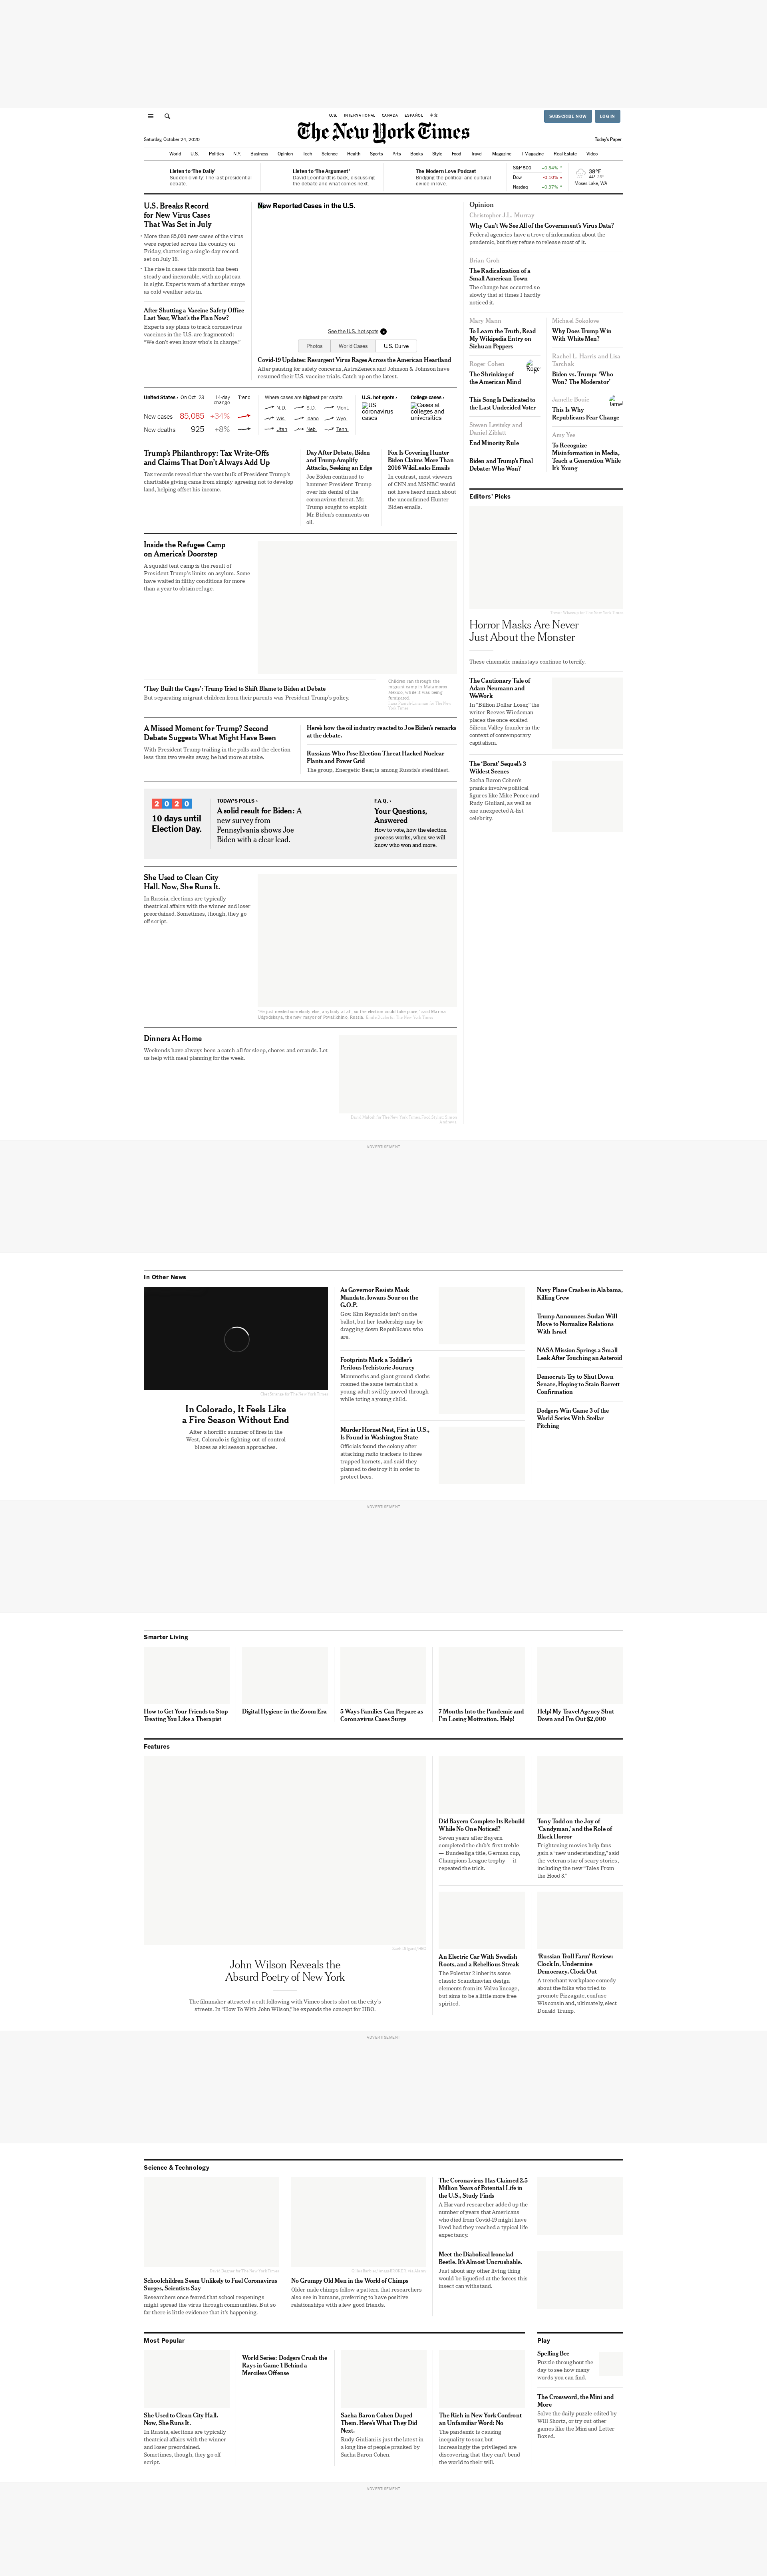 U.S. INTERNATIONAL CANADA ESPAÑOL 中文
SUBSCRIBE NOW LOG IN
The New York Times
Saturday, October 24, 2020
Today's Paper
World U.S. Politics N.Y. Business Opinion Tech Science Health Sports Arts Books Style Food Travel Magazine T Magazine Real Estate Video
Listen to 'The Daily'
Sudden civility: The last presidential
debate.
Listen to 'The Argument'
David Leonhardt is back, discussing
the debate and what comes next.
The Modern Love Podcast
Bridging the political and cultural
divide in love.
S&P 500 +0.34% ↑
Dow -0.10% ↓
Nasdaq +0.37% ↑
38°F
Moses Lake, WA
U.S. Breaks Record
for New Virus Cases
That Was Set in July
More than 85,000 new cases of the virus
were reported across the country on
Friday, shattering a single-day record
set on July 16.
The rise in cases this month has been
steady and inexorable, with no plateau
in sight. Experts warn of a further surge
as cold weather sets in.
After Shutting a Vaccine Safety Office
Last Year, What's the Plan Now?
Experts say plans to track coronavirus
vaccines in the U.S. are fragmented:
"We don't even know who's in charge."
New Reported Cases in the U.S.
See the U.S. hot spots
Photos World Cases U.S. Curve
Covid-19 Updates: Resurgent Virus Rages Across the American Heartland
After pausing for safety concerns, AstraZeneca and Johnson & Johnson have
resumed their U.S. vaccine trials. Catch up on the latest.
United States › On Oct. 23 14-day
change Trend
New cases 85,085 +34%
New deaths 925 +8%
Where cases are highest per capita
N.D. S.D. Mont.
Wis. Idaho Wyo.
Utah Neb. Tenn.
U.S. hot spots ›
US
coronavirus
cases
College cases ›
Cases at
colleges and
universities
Trump's Philanthropy: Tax Write-Offs
and Claims That Don't Always Add Up
Tax records reveal that the vast bulk of President Trump's
charitable giving came from simply agreeing not to develop
land, helping offset his income.
Day After Debate, Biden
and Trump Amplify
Attacks, Seeking an Edge
Joe Biden continued to
hammer President Trump
over his denial of the
coronavirus threat. Mr.
Trump sought to exploit
Mr. Biden's comments on
oil.
Fox Is Covering Hunter
Biden Claims More Than
2016 WikiLeaks Emails
In contrast, most viewers
of CNN and MSNBC would
not have heard much about
the unconfirmed Hunter
Biden emails.
Inside the Refugee Camp
on America's Doorstep
A squalid tent camp is the result of
President Trump's limits on asylum. Some
have waited in filthy conditions for more
than a year to obtain refuge.
'They Built the Cages': Trump Tried to Shift Blame to Biden at Debate
But separating migrant children from their parents was President Trump's policy.
Children run through the
migrant camp in Matamoros,
Mexico, while it was being
fumigated.
A Missed Moment for Trump? Second
Debate Suggests What Might Have Been
With President Trump trailing in the polls and the election
less than two weeks away, he had more at stake.
Here's how the oil industry reacted to Joe Biden's remarks
at the debate.
Russians Who Pose Election Threat Hacked Nuclear
Plants and Power Grid
The group, Energetic Bear, is among Russia's stealthiest.
2020
10 days until
Election Day.
TODAY'S POLLS ›
A solid result for Biden: A
new survey from
Pennsylvania shows Joe
Biden with a clear lead.
F.A.Q. ›
Your Questions,
Answered
How to vote, how the election
process works, when we will
know who won and more.
She Used to Clean City
Hall. Now, She Runs It.
In Russia, elections are typically
theatrical affairs with the winner and loser
preordained. Sometimes, though, they go
off script.
"He just needed somebody else, anybody at all, so the election could take place," said Marina
Udgodskaya, the new mayor of Povalikhino, Russia.
Dinners At Home
Weekends have always been a catch-all for sleep, chores and errands. Let
us help with meal planning for the week.
Opinion
Christopher J.L. Murray
Why Can't We See All of the Government's Virus Data?
Federal agencies have a trove of information about the
pandemic, but they refuse to release most of it.
Brian Groh
The Radicalization of a
Small American Town
The change has occurred so
slowly that at times I hardly
noticed it.
Mary Mann
To Learn the Truth, Read
My Wikipedia Entry on
Sichuan Peppers
Roger Cohen
The Shrinking of
the American Mind
This Song Is Dedicated to
the Last Undecided Voter
Steven Levitsky and
Daniel Ziblatt
End Minority Rule
Biden and Trump's Final
Debate: Who Won?
Michael Sokolove
Why Does Trump Win
With White Men?
Rachel L. Harris and Lisa
Tarchak
Biden vs. Trump: 'Who
Won? The Moderator'
Jamelle Bouie
This Is Why
Republicans Fear Change
Amy Yee
To Recognize
Misinformation in Media,
Teach a Generation While
It's Young
Editors' Picks
Horror Masks Are Never
Just About the Monster
These cinematic mainstays continue to terrify.
The Cautionary Tale of
Adam Neumann and
WeWork
In "Billion Dollar Loser," the
writer Reeves Wiedeman
places the once exalted
Silicon Valley founder in the
context of contemporary
capitalism.
The 'Borat' Sequel's 3
Wildest Scenes
Sacha Baron Cohen's
pranks involve political
figures like Mike Pence and
Rudy Giuliani, as well as
one unexpected A-list
celebrity.
ADVERTISEMENT
In Other News
In Colorado, It Feels Like
a Fire Season Without End
After a horrific summer of fires in the
West, Colorado is fighting out-of-control
blazes as ski season approaches.
As Governor Resists Mask
Mandate, Iowans Sour on the
G.O.P.
Gov. Kim Reynolds isn't on the
ballot, but her leadership may be
dragging down Republicans who
are.
Footprints Mark a Toddler's
Perilous Prehistoric Journey
Mammoths and giant ground sloths
roamed the same terrain that a
young adult swiftly moved through
while toting a young child.
Murder Hornet Nest, First in U.S.,
Is Found in Washington State
Officials found the colony after
attaching radio trackers to three
trapped hornets, and said they
planned to destroy it in order to
protect bees.
Navy Plane Crashes in Alabama,
Killing Crew
Trump Announces Sudan Will
Move to Normalize Relations
With Israel
NASA Mission Springs a Small
Leak After Touching an Asteroid
Democrats Try to Shut Down
Senate, Hoping to Stain Barrett
Confirmation
Dodgers Win Game 3 of the
World Series With Stellar
Pitching
ADVERTISEMENT
Smarter Living
How to Get Your Friends to Stop
Treating You Like a Therapist
Digital Hygiene in the Zoom Era
5 Ways Families Can Prepare as
Coronavirus Cases Surge
7 Months Into the Pandemic and
I'm Losing Motivation. Help!
Help! My Travel Agency Shut
Down and I'm Out $2,000
Features
John Wilson Reveals the
Absurd Poetry of New York
The filmmaker attracted a cult following with Vimeo shorts shot on the city's
streets. In "How To With John Wilson," he expands the concept for HBO.
Did Bayern Complete Its Rebuild
While No One Noticed?
Seven years after Bayern
completed the club's first treble
— Bundesliga title, German cup,
Champions League trophy — it
repeated the trick.
Tony Todd on the Joy of
'Candyman,' and the Role of
Black Horror
Frightening movies help fans
gain a "new understanding," said
the veteran star of scary stories,
including the new "Tales From
the Hood 3."
An Electric Car With Swedish
Roots, and a Rebellious Streak
The Polestar 2 inherits some
classic Scandinavian design
elements from its Volvo lineage,
but aims to be a little more free
spirited.
'Russian Troll Farm' Review:
Clock In, Undermine
Democracy, Clock Out
A trenchant workplace comedy
about the folks who tried to
promote Pizzagate, confuse
Wisconsin and, ultimately, elect
Donald Trump.
ADVERTISEMENT
Science & Technology
Schoolchildren Seem Unlikely to Fuel Coronavirus
Surges, Scientists Say
Researchers once feared that school reopenings
might spread the virus through communities. But so
far there is little evidence that it's happening.
No Grumpy Old Men in the World of Chimps
Older male chimps follow a pattern that researchers
also see in humans, preferring to have positive
relationships with a few good friends.
The Coronavirus Has Claimed 2.5
Million Years of Potential Life in
the U.S., Study Finds
A Harvard researcher added up the
number of years that Americans
who died from Covid-19 might have
lived had they reached a typical life
expectancy.
Meet the Diabolical Ironclad
Beetle. It's Almost Uncrushable.
Just about any other living thing
would be liquefied at the forces this
insect can withstand.
Most Popular
She Used to Clean City Hall.
Now, She Runs It.
In Russia, elections are typically
theatrical affairs with the winner
and loser preordained.
Sometimes, though, they go off
script.
World Series: Dodgers Crush the
Rays in Game 1 Behind a
Merciless Offense
Sacha Baron Cohen Duped
Them. Here's What They Did
Next.
Rudy Giuliani is just the latest in
a long line of people pranked by
Sacha Baron Cohen.
The Rich in New York Confront
an Unfamiliar Word: No
The pandemic is causing
inequality to soar, but
increasingly the privileged are
discovering that they can't bend
the world to their will.
Play
Spelling Bee
Puzzle throughout the
day to see how many
words you can find.
The Crossword, the Mini and
More
Solve the daily puzzle edited by
Will Shortz, or try out other
games like the Mini and Letter
Boxed.
ADVERTISEMENT